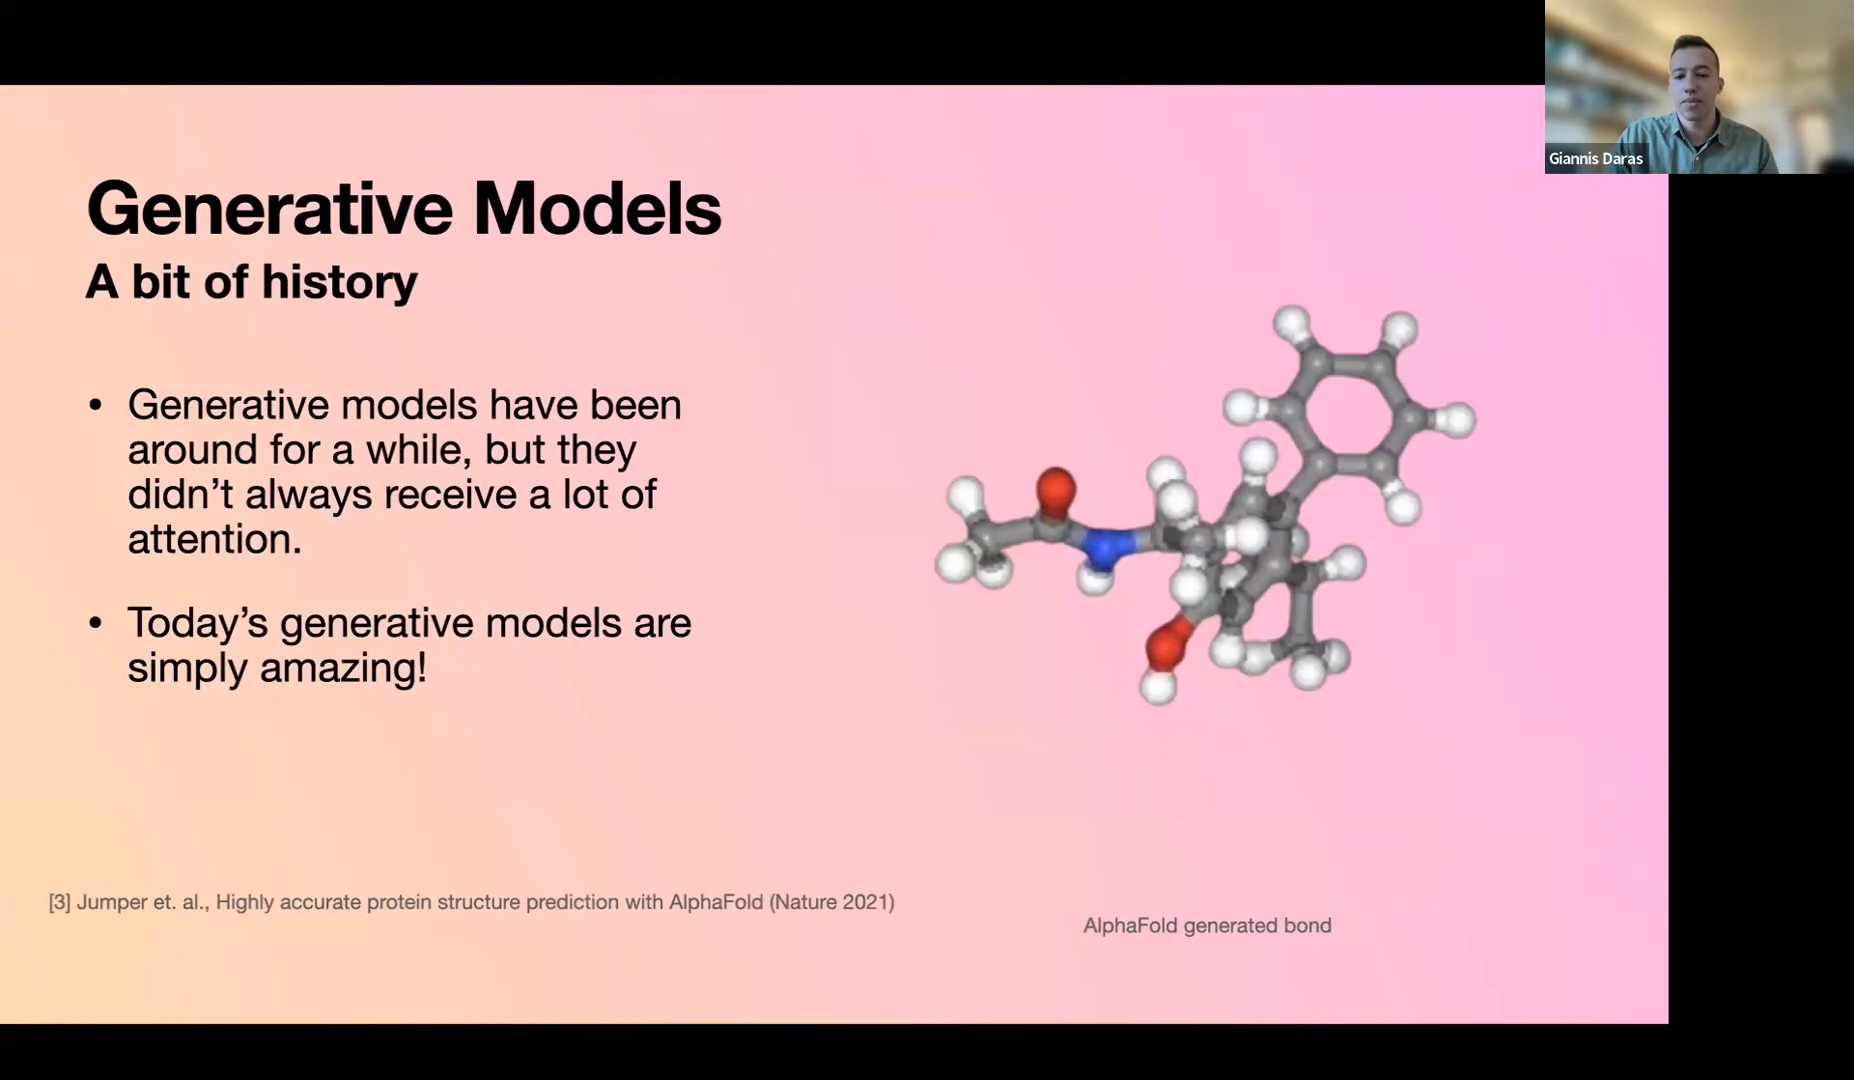 Giannis Daras
Generative Models
A bit of history
• Generative models have been
around for a while, but they
didn’t always receive a lot of
attention.
• Today’s generative models are
simply amazing!
[3] Jumper et. al., Highly accurate protein structure prediction with AlphaFold (Nature 2021)
AlphaFold generated bond